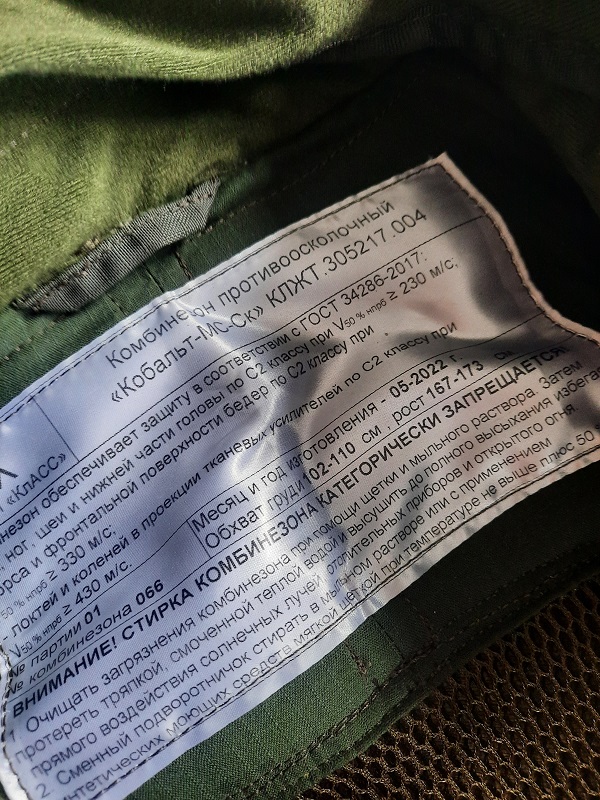 Комбинезон противоосколочный
«Кобальт-МС-Ск» КЛЖТ.305217.004
«КлАСС»
незон обеспечивает защиту в соответствии с ГОСТ 34286-2017:
ног, шеи и нижней части головы по С2 классу при V50 % нпрб ≥ 230 м/с;
орса и фронтальной поверхности бедер по С2 классу при
50 % нпрб ≥ 330 м/с;
локтей и коленей в проекции тканевых усилителей по С2 классу при
V50 % нпрб ≥ 430 м/с.
Месяц и год изготовления - 05-2022 г.
№ партии 01
Обхват груди 102-110 см , рост 167-173
№ комбинезона 066
ВНИМАНИЕ! СТИРКА КОМБИНЕЗОНА КАТЕГОРИЧЕСКИ ЗАПРЕЩАЕТСЯ!
1. Очищать загрязнения комбинезона при помощи щетки и мыльного раствора. Затем
протереть тряпкой, смоченной теплой водой и высушить до полного высыхания избега
прямого воздействия солнечных лучей отопительных приборов и открытого огня.
2. Сменный подворотничок стирать в мыльном растворе или с применением
интетических моющих средств мягкой щеткой при температуре не выше плюс 50